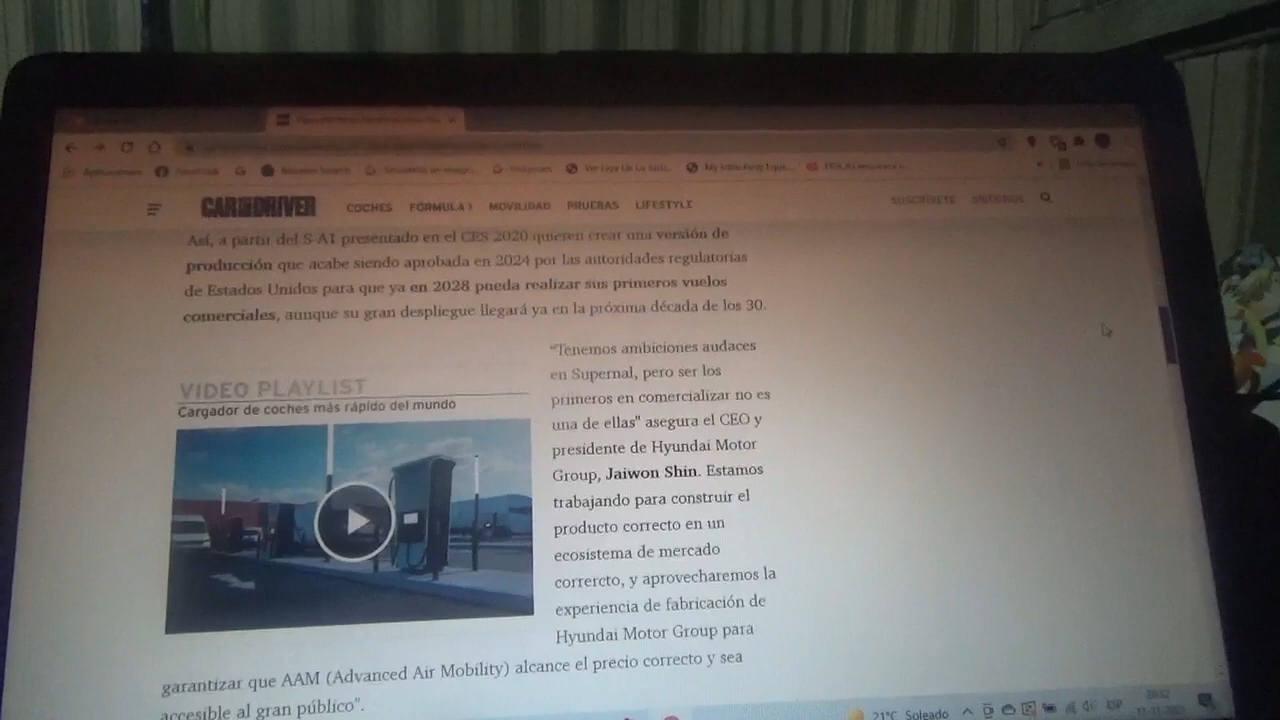 CAR AND DRIVER
COCHES FÓRMULA 1 MOVILIDAD PRUEBAS LIFESTYLE
SUSCRÍBETE
Así, a partir del S-A1 presentado en el CES 2020 quieren crear una versión de
producción que acabe siendo aprobada en 2024 por las autoridades regulatorias
de Estados Unidos para que ya en 2028 pueda realizar sus primeros vuelos
comerciales, aunque su gran despliegue llegará ya en la próxima década de los 30.
VIDEO PLAYLIST
Cargador de coches más rápido del mundo
“Tenemos ambiciones audaces
en Supernal, pero ser los
primeros en comercializar no es
una de ellas" asegura el CEO y
presidente de Hyundai Motor
Group, Jaiwon Shin. Estamos
trabajando para construir el
producto correcto en un
ecosistema de mercado
corrercto, y aprovecharemos la
experiencia de fabricación de
Hyundai Motor Group para
garantizar que AAM (Advanced Air Mobility) alcance el precio correcto y sea
accesible al gran público".
21°C Soleado
ESP